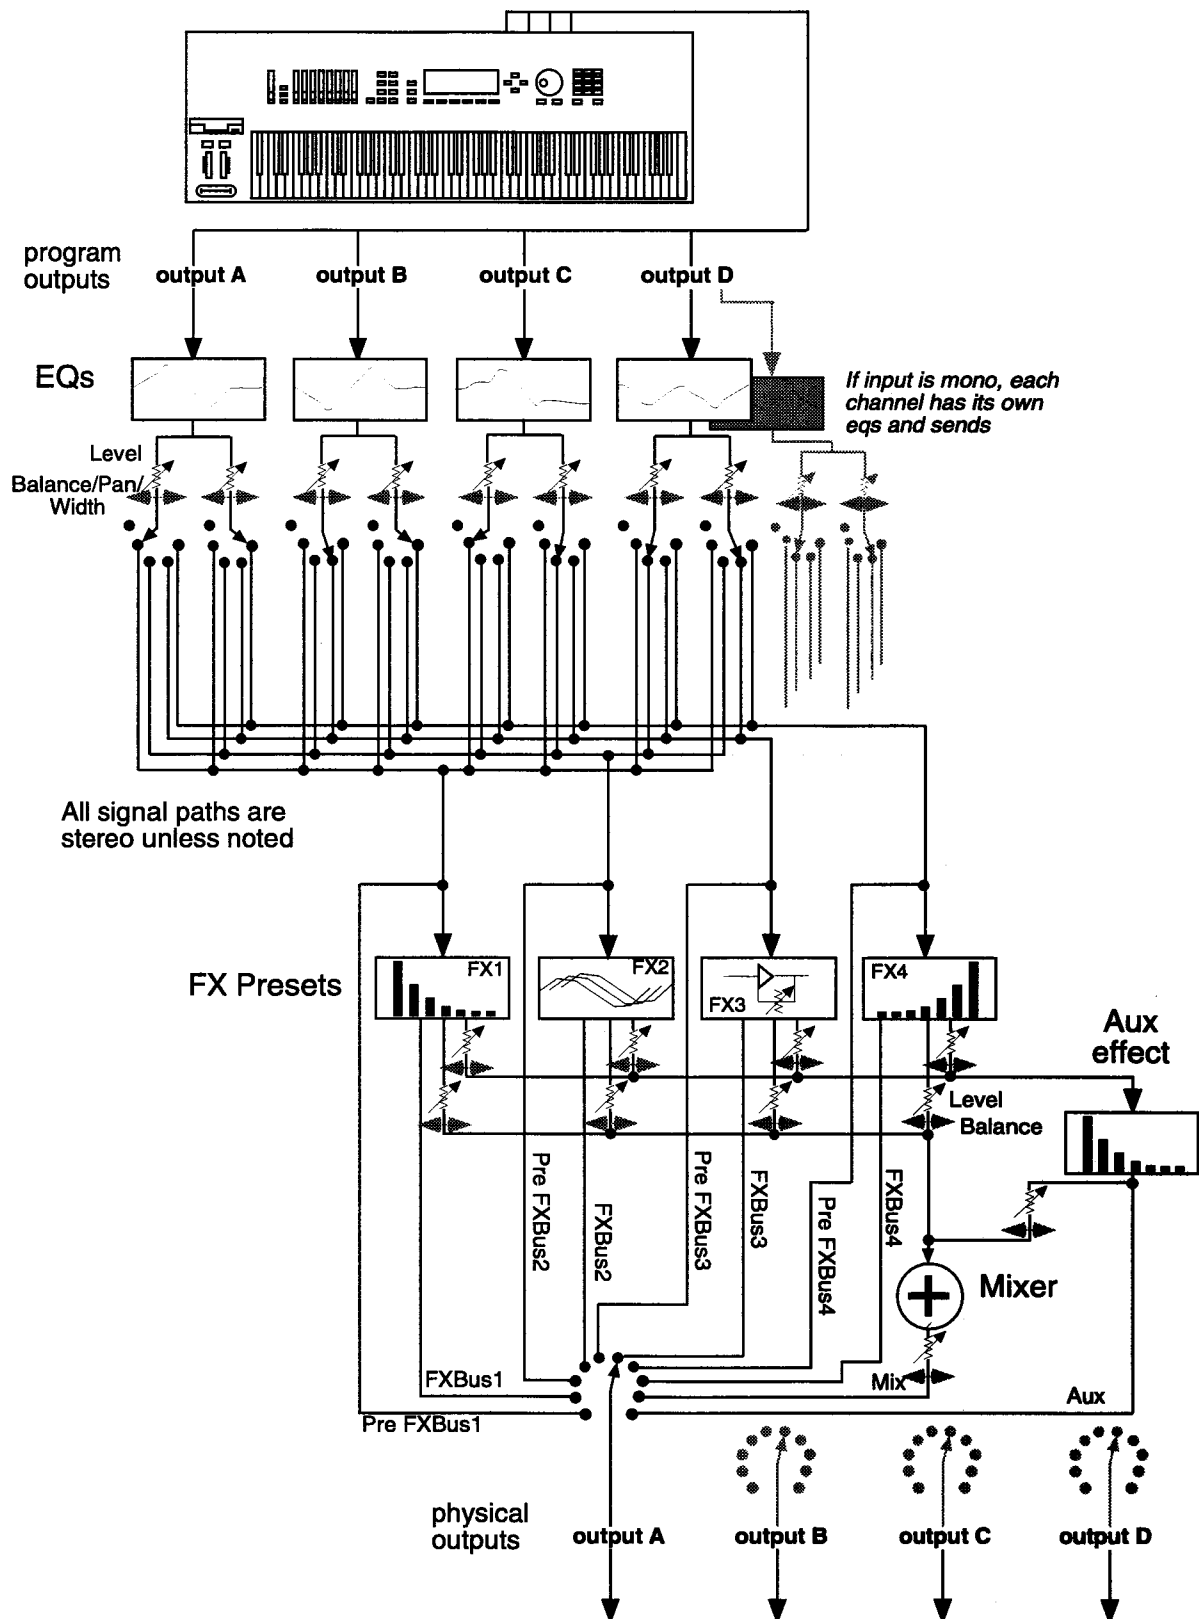 program
outputs
output A
output B
output C
output D
EQs
If input is mono, each
channel has its own
eqs and sends
Level
Balance/Pan/
Width
All signal paths are
stereo unless noted
FX Presets
FX1
FX2
FX3
FX4
Aux
effect
Level
Balance
Pre FXBus2
FXBus2
Pre FXBus3
FXBus3
Pre FXBus4
FXBus4
Mixer
FXBus1
Mix
Aux
Pre FXBus1
physical
outputs
output A
output B
output C
output D